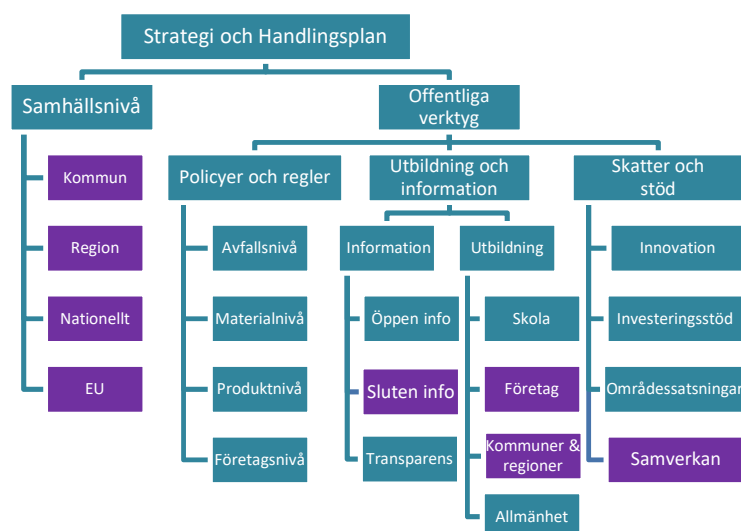 Strategi och Handlingsplan
Samhällsnivå
Kommun
Region
Nationellt
EU
Offentliga
verktyg
Policyer och regler
Avfallsnivå
Materialnivå
Produktnivå
Företagsnivå
Utbildning och
information
Information
Öppen info
Sluten info
Transparens
Utbildning
Skola
Företag
Kommuner &
regioner
Allmänhet
Skatter och
stöd
Innovation
Investeringsstöd
Områdessatsningar
Samverkan